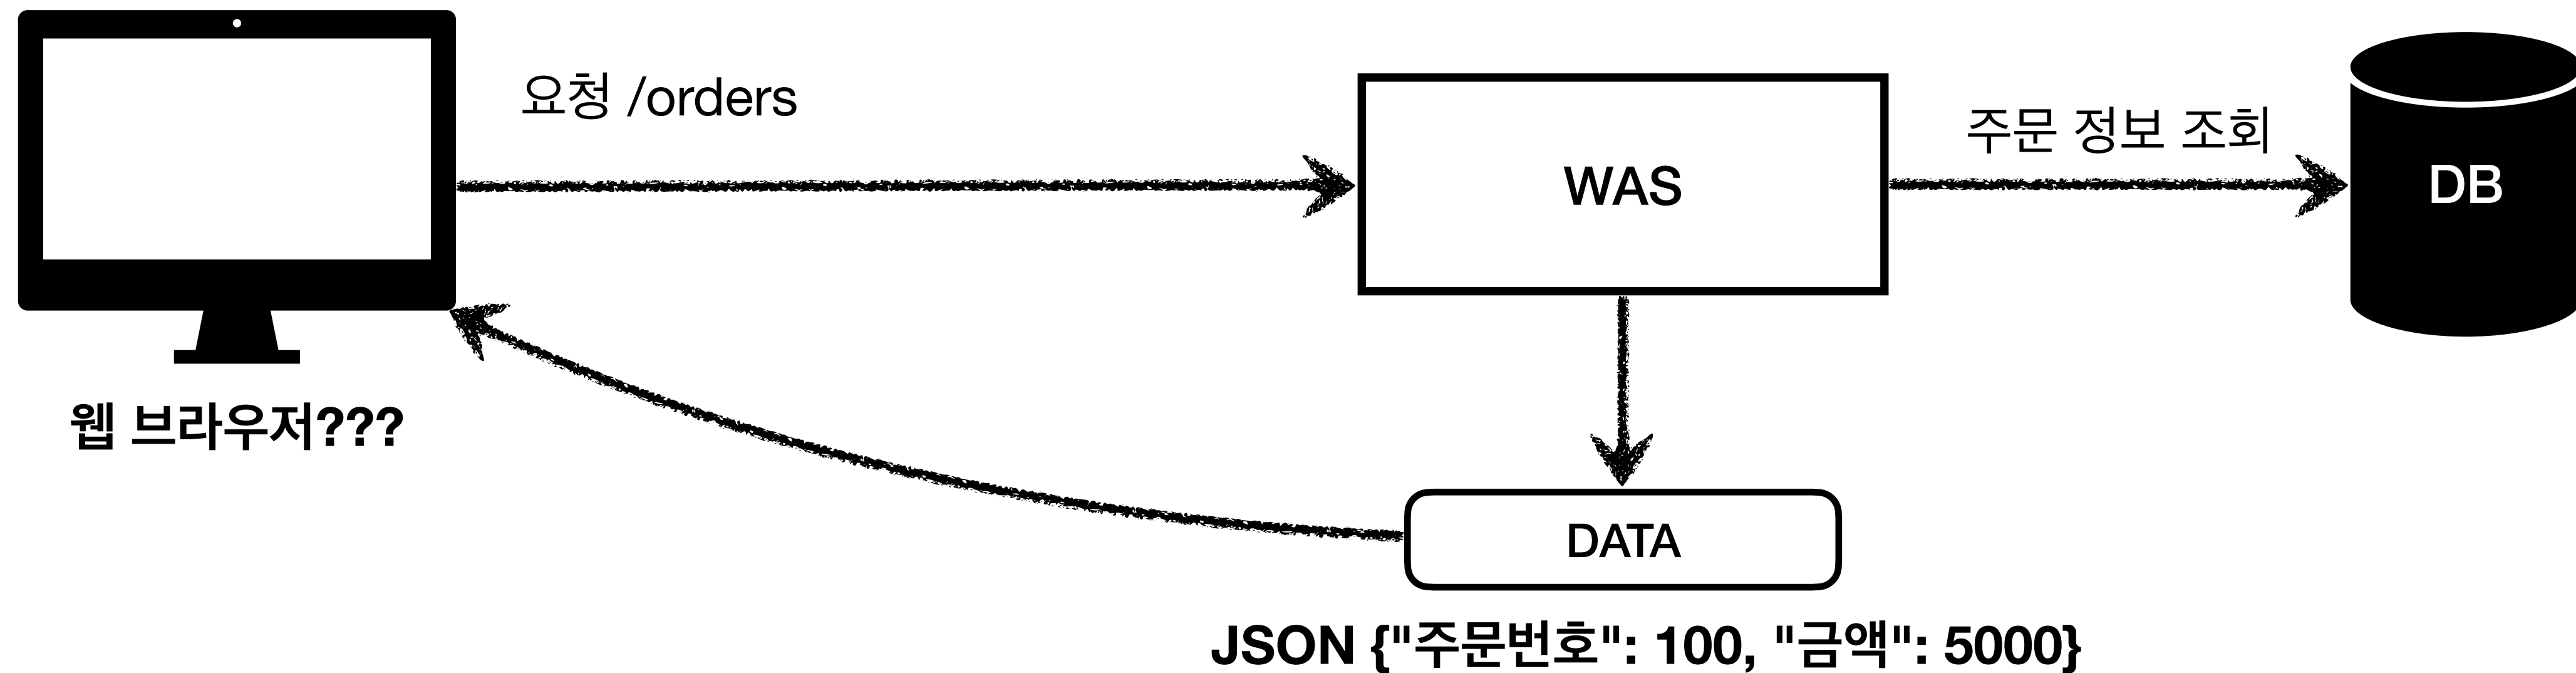 요청 /orders
WAS
주문 정보 조회
DB
웹 브라우저???
DATA
JSON {"주문번호": 100, "금액": 5000}